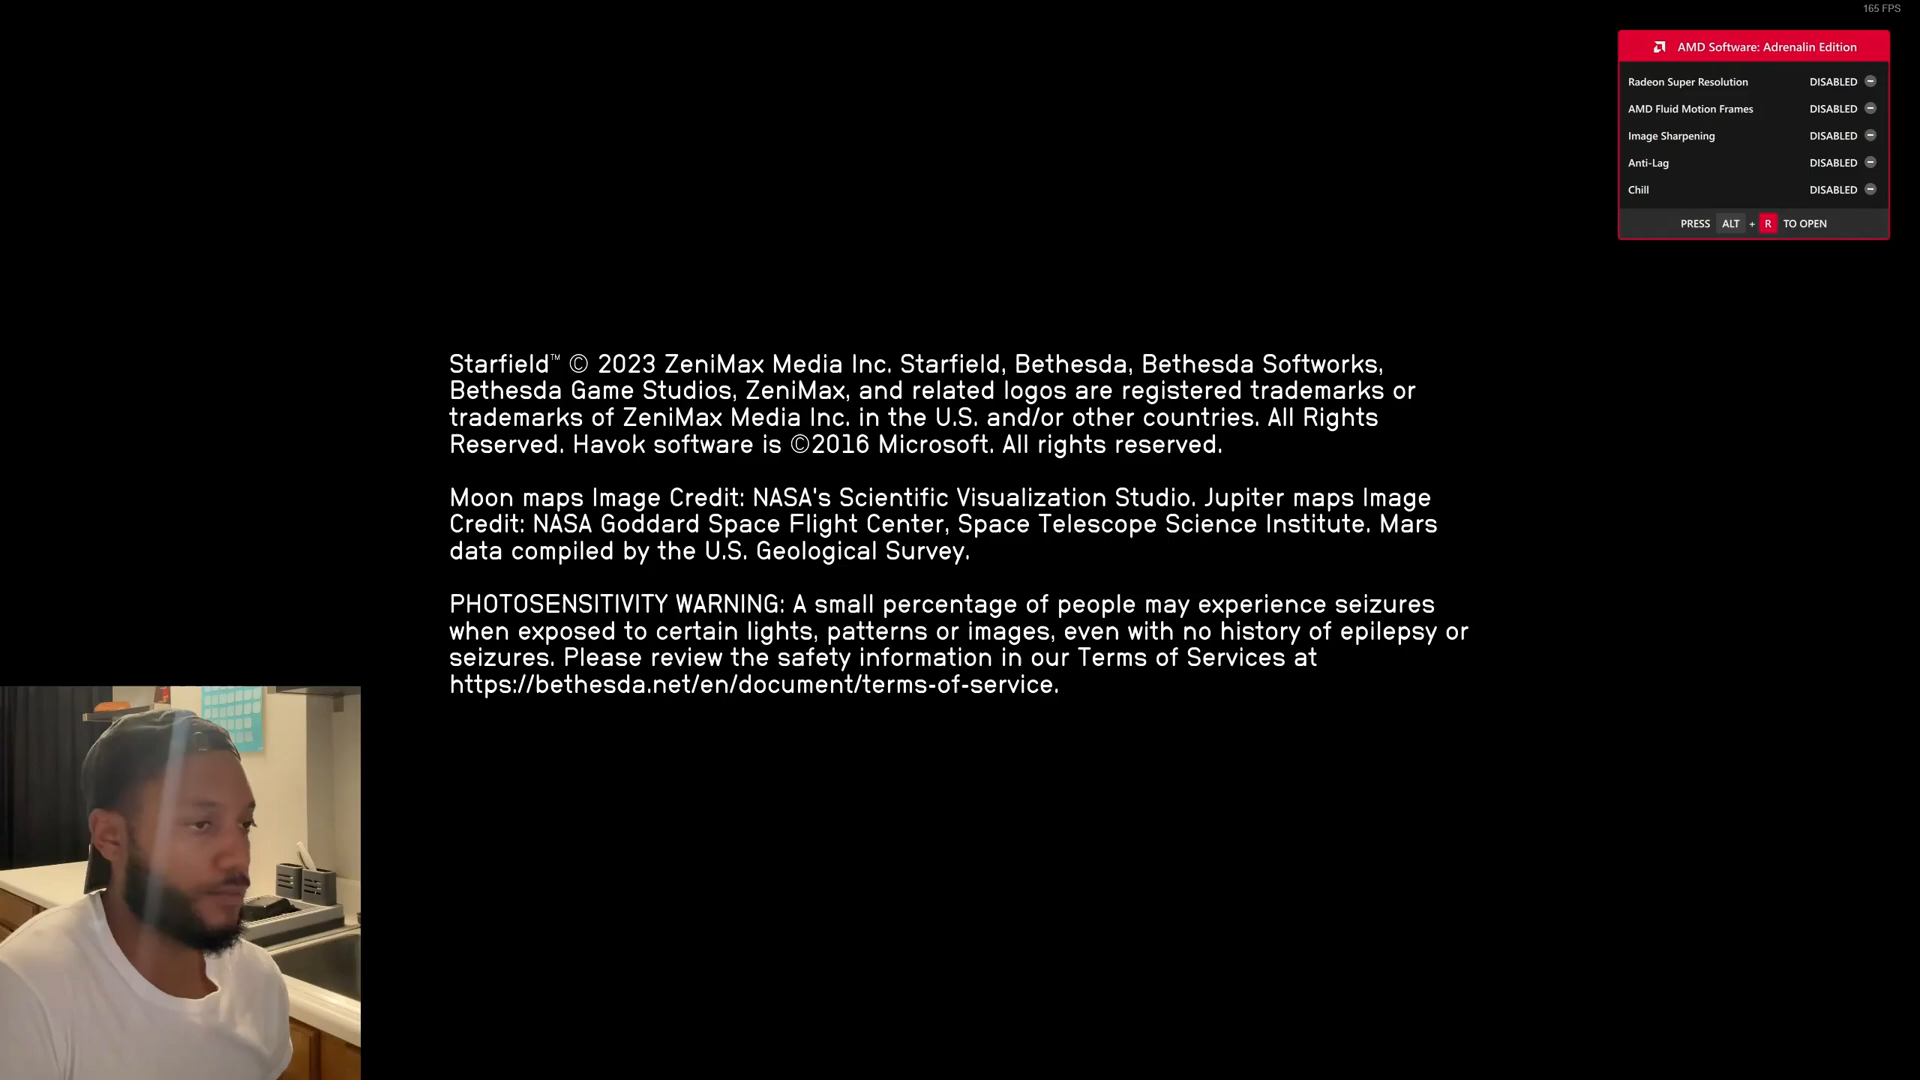 165 FPS
AMD Software: Adrenalin Edition
Radeon Super Resolution DISABLED
AMD Fluid Motion Frames DISABLED
Image Sharpening DISABLED
Anti-Lag DISABLED
Chill DISABLED
PRESS ALT + R TO OPEN
Starfield™ © 2023 ZeniMax Media Inc. Starfield, Bethesda, Bethesda Softworks,
Bethesda Game Studios, ZeniMax, and related logos are registered trademarks or
trademarks of ZeniMax Media Inc. in the U.S. and/or other countries. All Rights
Reserved. Havok software is ©2016 Microsoft. All rights reserved.
Moon maps Image Credit: NASA's Scientific Visualization Studio. Jupiter maps Image
Credit: NASA Goddard Space Flight Center, Space Telescope Science Institute. Mars
data compiled by the U.S. Geological Survey.
PHOTOSENSITIVITY WARNING: A small percentage of people may experience seizures
when exposed to certain lights, patterns or images, even with no history of epilepsy or
seizures. Please review the safety information in our Terms of Services at
https://bethesda.net/en/document/terms-of-service.